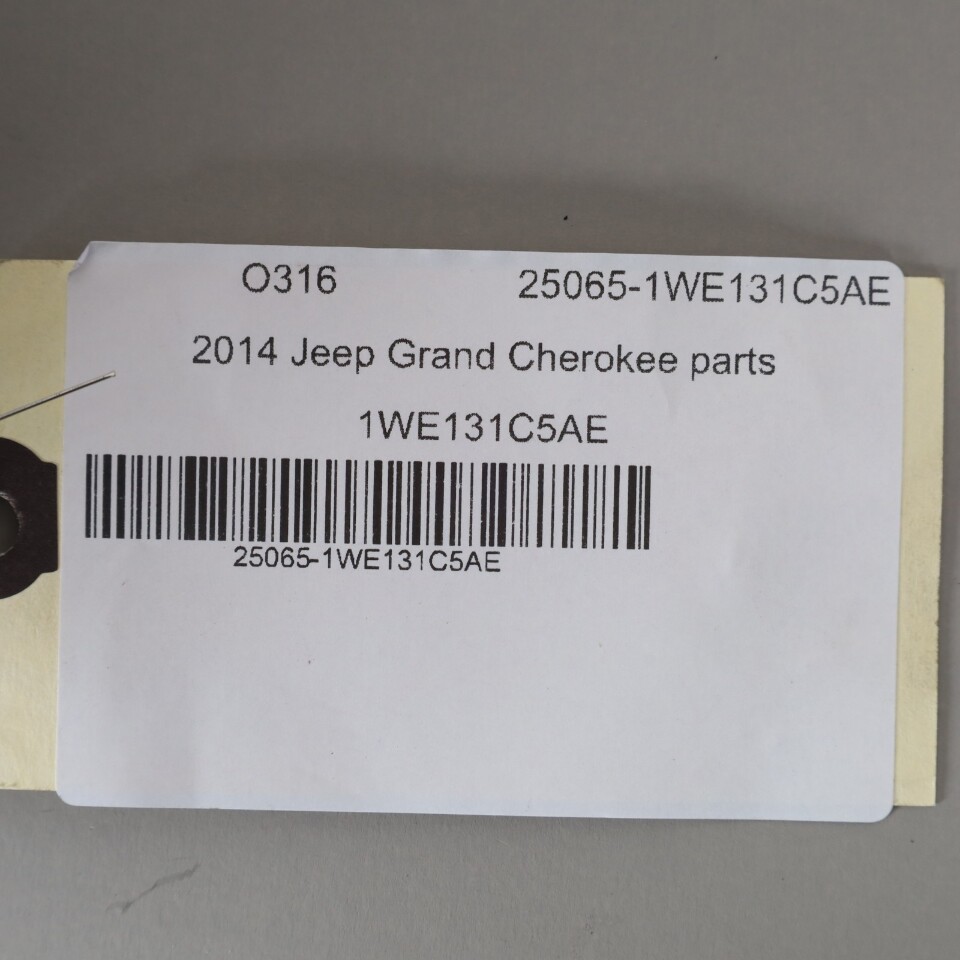 O316 25065-1WE131C5AE
2014 Jeep Grand Cherokee parts
1WE131C5AE
25065-1WE131C5AE